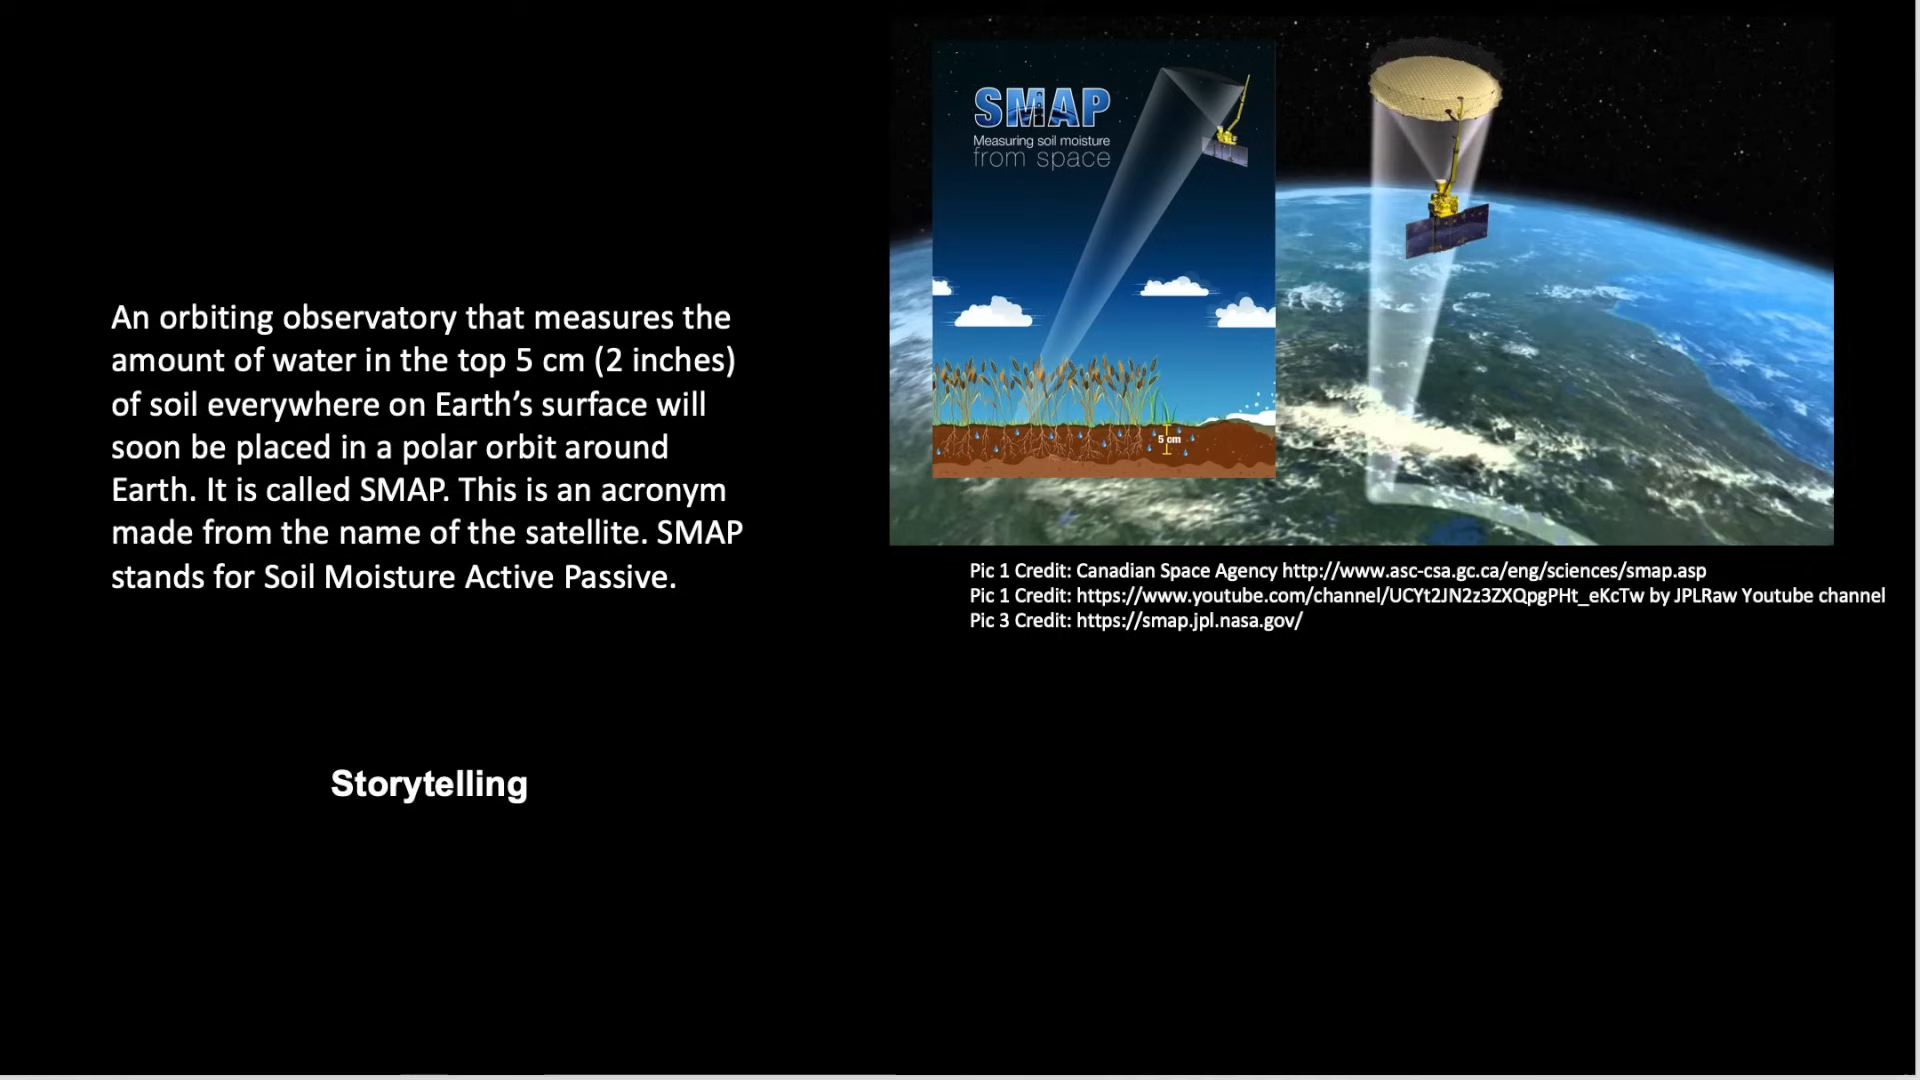 An orbiting observatory that measures the
amount of water in the top 5 cm (2 inches)
of soil everywhere on Earth’s surface will
soon be placed in a polar orbit around
Earth. It is called SMAP. This is an acronym
made from the name of the satellite. SMAP
stands for Soil Moisture Active Passive.
Storytelling
SMAP
Measuring soil moisture
from space
5 cm
Pic 1 Credit: Canadian Space Agency http://www.asc-csa.gc.ca/eng/sciences/smap.asp
Pic 1 Credit: https://www.youtube.com/channel/UCYt2JN2z3ZXQpgPHt_eKcTw by JPLRaw Youtube channel
Pic 3 Credit: https://smap.jpl.nasa.gov/